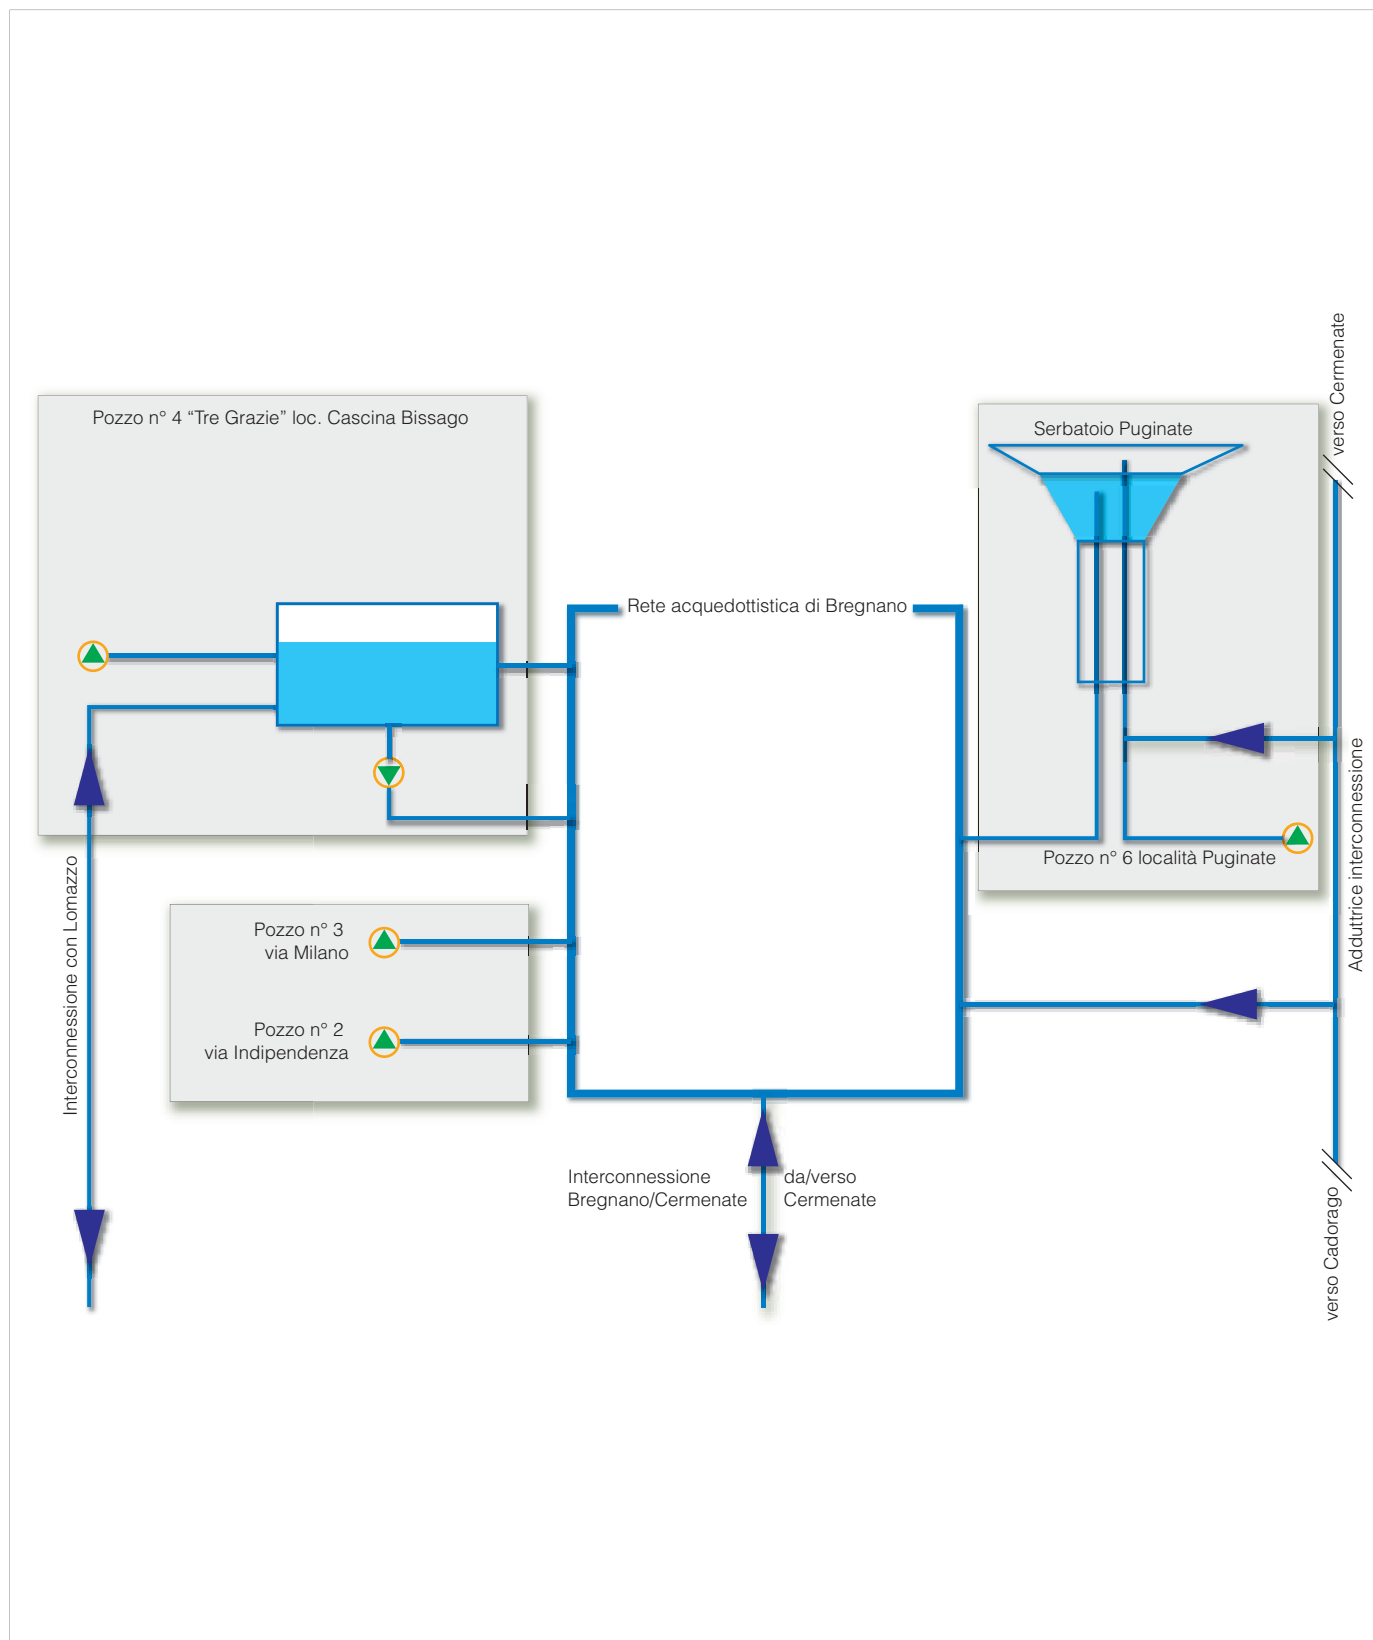 Pozzo n° 4 “Tre Grazie” loc. Cascina Bissago
Serbatoio Puginate
verso Cermenate
Rete acquedottistica di Bregnano
Pozzo n° 6 località Puginate
Adduttrice interconnessione
Interconnessione con Lomazzo
Pozzo n° 3
via Milano
Pozzo n° 2
via Indipendenza
Interconnessione
Bregnano/Cermenate
da/verso
Cermenate
verso Cadorago